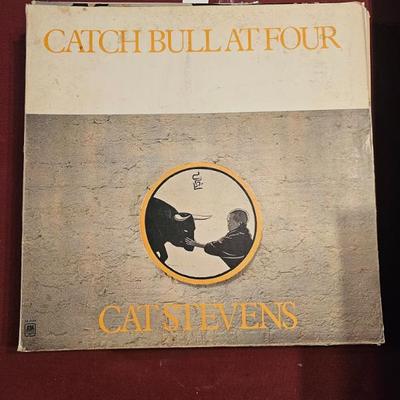 CATCH BULL AT FOUR
CAT STEVENS